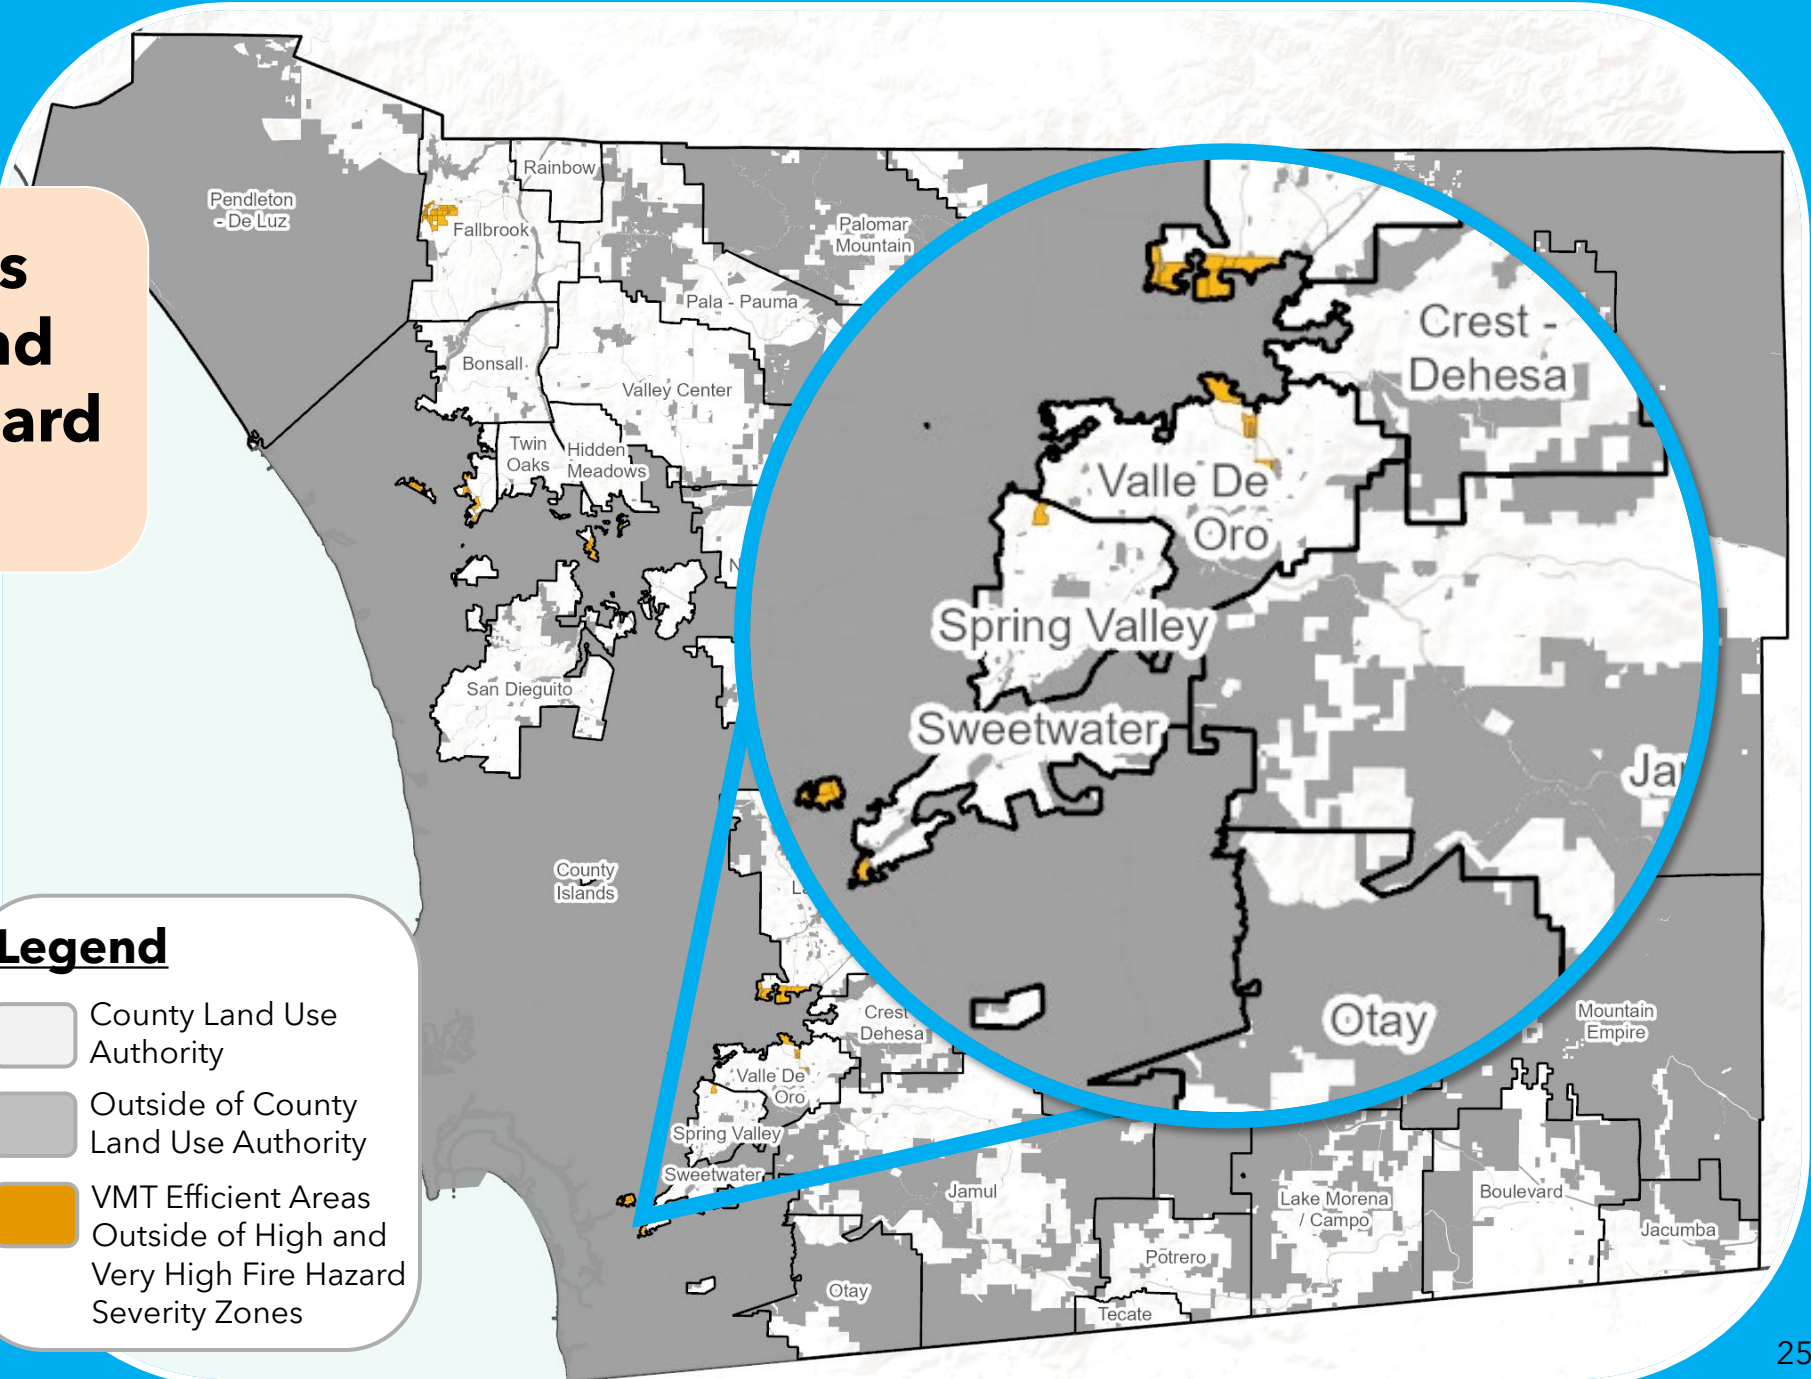 s
nd
ard
Rainbow
Pendleton
- De Luz
Fallbrook
Palomar
Mountain
Pala - Pauma
Bonsall
Valley Center
Twin
Oaks
Hidden
Meadows
N
San Dieguito
County
Islands
L
Crest
Dehesa
Valle De
Oro
Spring Valley
Sweetwater
Jamul
Otay
Potrero
Tecate
Lake Morena
/ Campo
Boulevard
Jacumba
Mountain
Empire
Crest -
Dehesa
Valle De
Oro
Spring Valley
Sweetwater
Ja
Otay
Legend
County Land Use
Authority
Outside of County
Land Use Authority
VMT Efficient Areas
Outside of High and
Very High Fire Hazard
Severity Zones
25